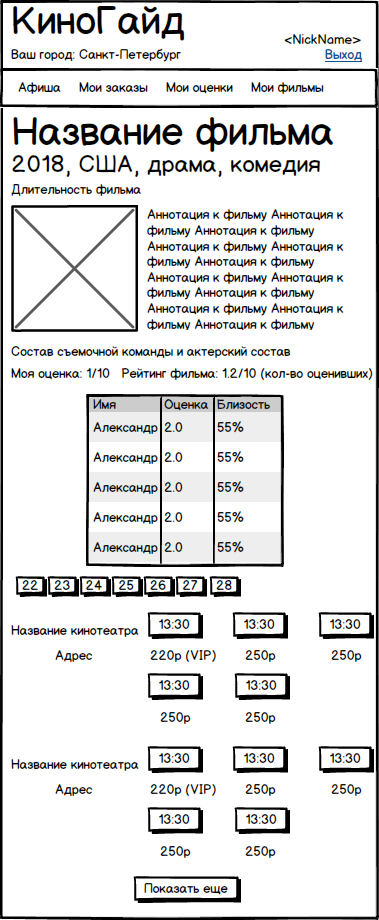 КиноГайд
<NickName>
Ваш город: Санкт-Петербург
Выход
Афиша Мои заказы Мои оценки Мои фильмы
Название фильма
2018, США, драма, комедия
Длительность фильма
Аннотация к фильму Аннотация к
фильму Аннотация к фильму
Аннотация к фильму Аннотация к
фильму Аннотация к фильму
Аннотация к фильму Аннотация к
фильму Аннотация к фильму
Аннотация к фильму Аннотация к
фильму Аннотация к фильму
Состав съемочной команды и актерский состав
Моя оценка: 1/10 Рейтинг фильма: 1.2/10 (кол-во оценивших)
Имя Оценка Близость
Александр 2.0 55%
Александр 2.0 55%
Александр 2.0 55%
Александр 2.0 55%
Александр 2.0 55%
22 23 24 25 26 27 28
Название кинотеатра 13:30 13:30 13:30
Адрес 220р (VIP) 250р 250р
13:30 13:30
250р 250р
Название кинотеатра 13:30 13:30 13:30
Адрес 220р (VIP) 250р 250р
13:30 13:30
250р 250р
Показать еще